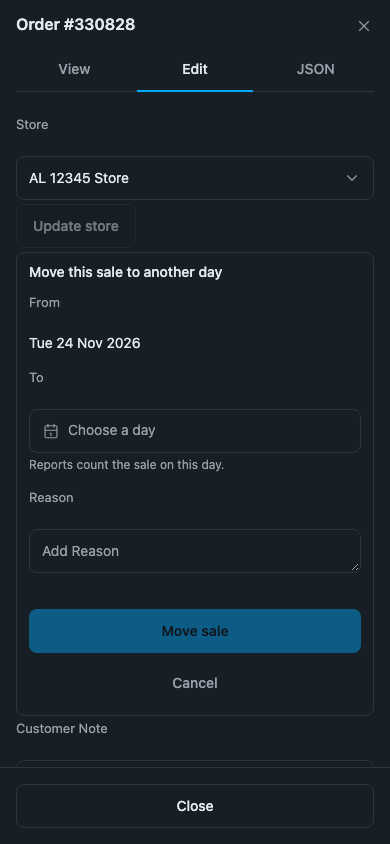 Order #330828
View
Edit
JSON
Store
AL 12345 Store
Update store
Move this sale to another day
From
Tue 24 Nov 2026
To
Choose a day
Reports count the sale on this day.
Reason
Add Reason
Move sale
Cancel
Customer Note
Close